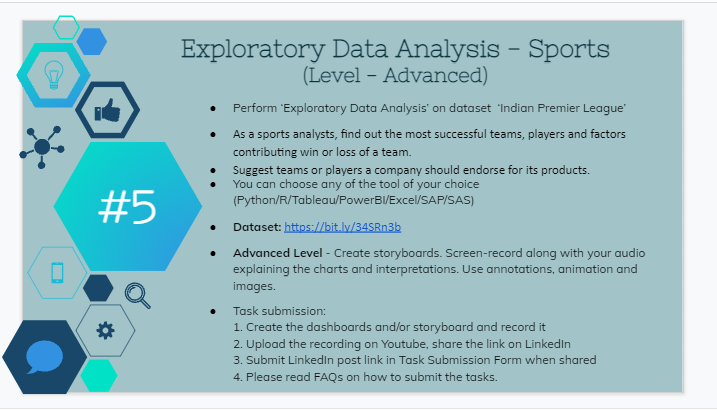 Exploratory Data Analysis – Sports
(Level – Advanced)
● Perform ‘Exploratory Data Analysis’ on dataset ‘Indian Premier League’
● As a sports analysts, find out the most successful teams, players and factors
contributing win or loss of a team.
● Suggest teams or players a company should endorse for its products.
● You can choose any of the tool of your choice
(Python/R/Tableau/PowerBI/Excel/SAP/SAS)
#5
● Dataset: https://bit.ly/34SRn3b
● Advanced Level - Create storyboards. Screen-record along with your audio
explaining the charts and interpretations. Use annotations, animation and
images.
● Task submission:
1. Create the dashboards and/or storyboard and record it
2. Upload the recording on Youtube, share the link on LinkedIn
3. Submit LinkedIn post link in Task Submission Form when shared
4. Please read FAQs on how to submit the tasks.